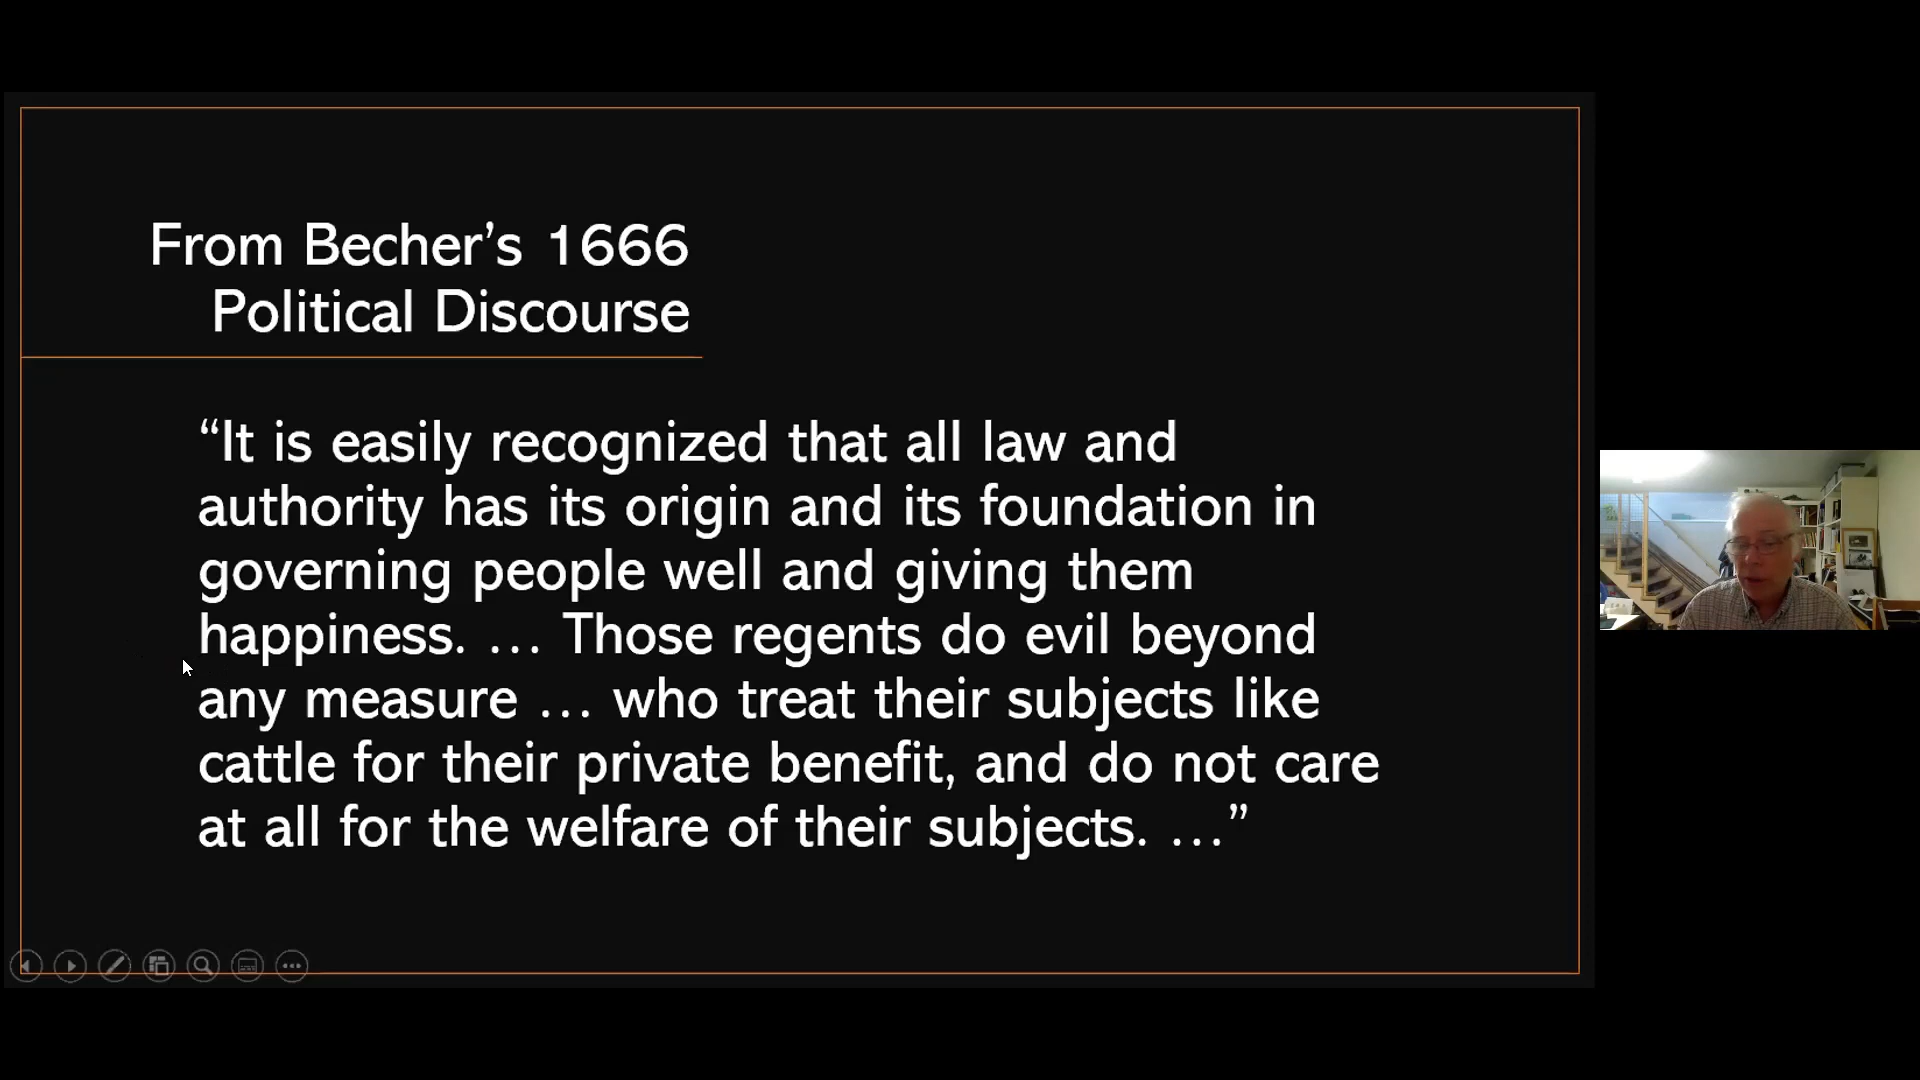 From Becher’s 1666
Political Discourse
“It is easily recognized that all law and
authority has its origin and its foundation in
governing people well and giving them
happiness. … Those regents do evil beyond
any measure … who treat their subjects like
cattle for their private benefit, and do not care
at all for the welfare of their subjects. …”